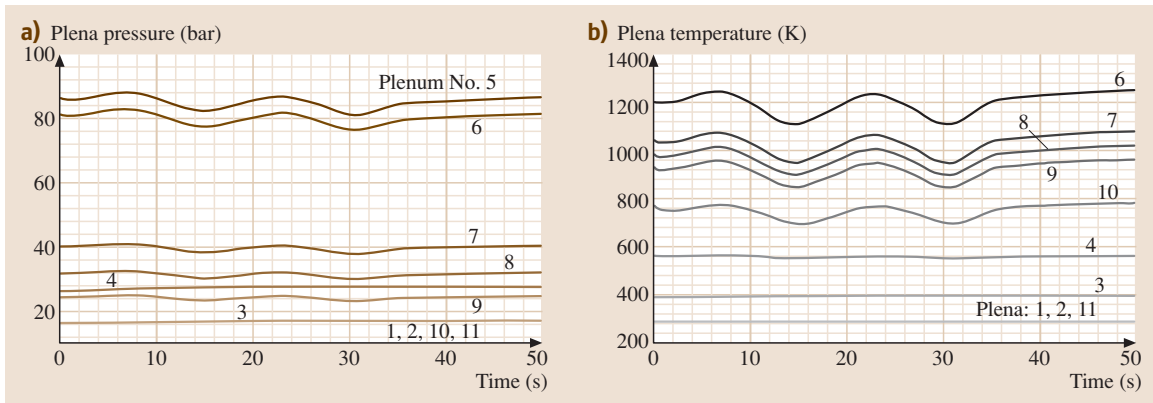 a) Plena pressure (bar)
100
80
60
40
20
Plenum No. 5
6
7
8
4
9
3
1, 2, 10, 11
0 10 20 30 40 50
Time (s)
b) Plena temperature (K)
1400
1200
1000
800
600
400
200
6
7
8
9
10
4
3
Plena: 1, 2, 11
0 10 20 30 40 50
Time (s)